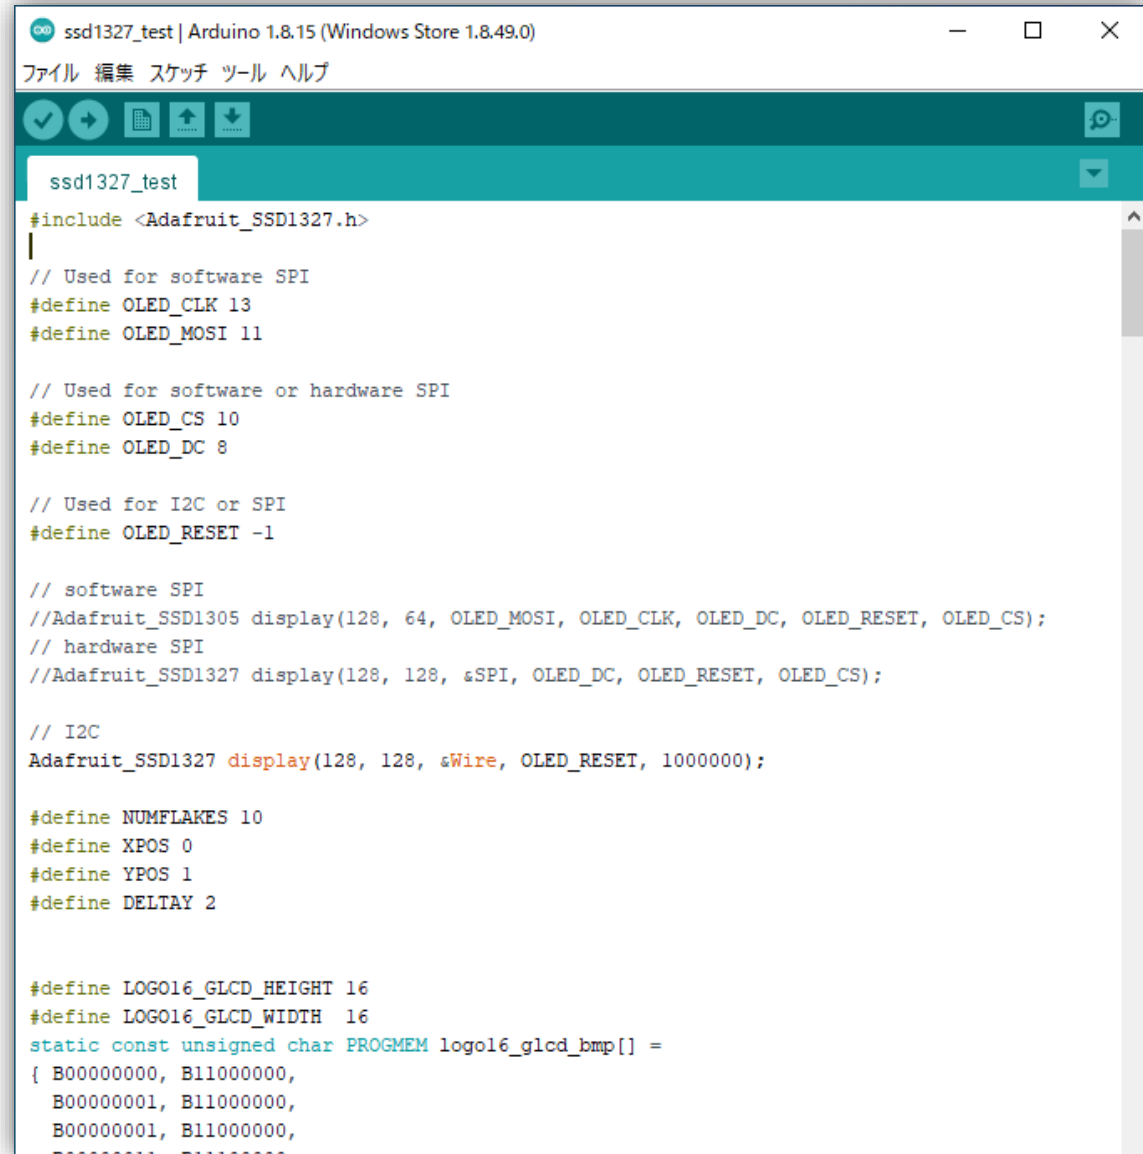 ssd1327_test | Arduino 1.8.15 (Windows Store 1.8.49.0)
ファイル 編集 スケッチ ツール ヘルプ
ssd1327_test
#include <Adafruit_SSD1327.h>
// Used for software SPI
#define OLED_CLK 13
#define OLED_MOSI 11
// Used for software or hardware SPI
#define OLED_CS 10
#define OLED_DC 8
// Used for I2C or SPI
#define OLED_RESET -1
// software SPI
//Adafruit_SSD1305 display(128, 64, OLED_MOSI, OLED_CLK, OLED_DC, OLED_RESET, OLED_CS);
// hardware SPI
//Adafruit_SSD1327 display(128, 128, &SPI, OLED_DC, OLED_RESET, OLED_CS);
// I2C
Adafruit_SSD1327 display(128, 128, &Wire, OLED_RESET, 1000000);
#define NUMFLAKES 10
#define XPOS 0
#define YPOS 1
#define DELTAY 2
#define LOGO16_GLCD_HEIGHT 16
#define LOGO16_GLCD_WIDTH  16
static const unsigned char PROGMEM logo16_glcd_bmp[] =
{ B00000000, B11000000,
B00000001, B11000000,
B00000001, B11000000,